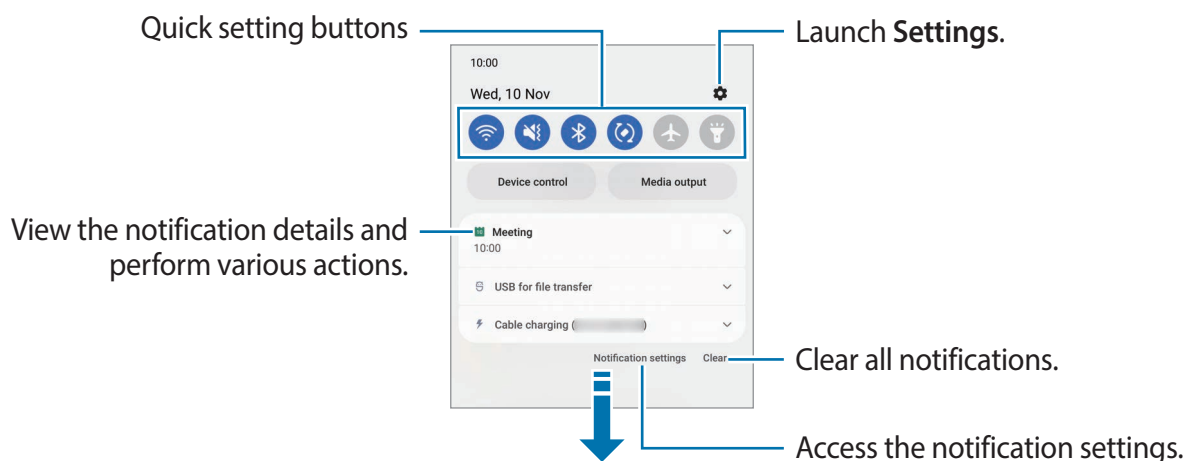 Quick setting buttons
Launch Settings.
10:00
Wed, 10 Nov
Device control
Media output
View the notification details and
perform various actions.
Meeting
10:00
USB for file transfer
Cable charging ( )
Notification settings
Clear
Clear all notifications.
Access the notification settings.